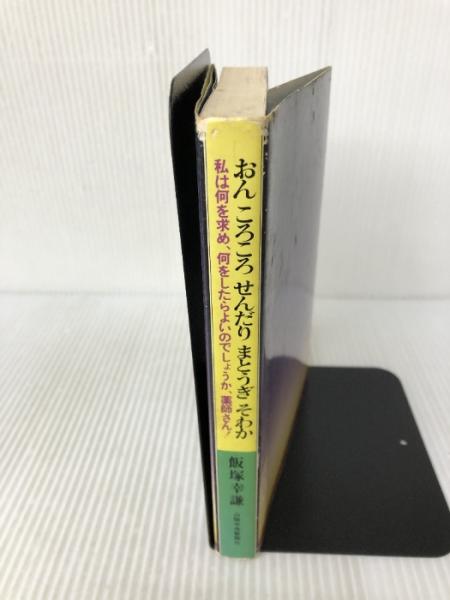 おん ころころ せんだり まとうぎ そわか
私は何を求め、何をしたらよいのでしょうか、薬師さん!
飯塚幸謙